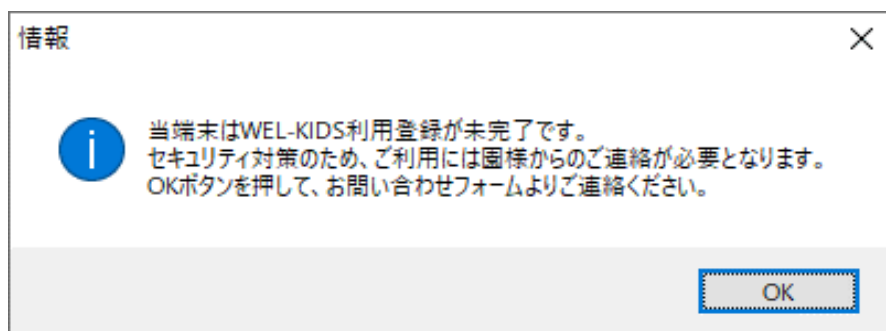 情報
当端末はWEL-KIDS利用登録が未完了です。
セキュリティ対策のため、ご利用には園様からのご連絡が必要となります。
OKボタンを押して、お問い合わせフォームよりご連絡ください。
OK